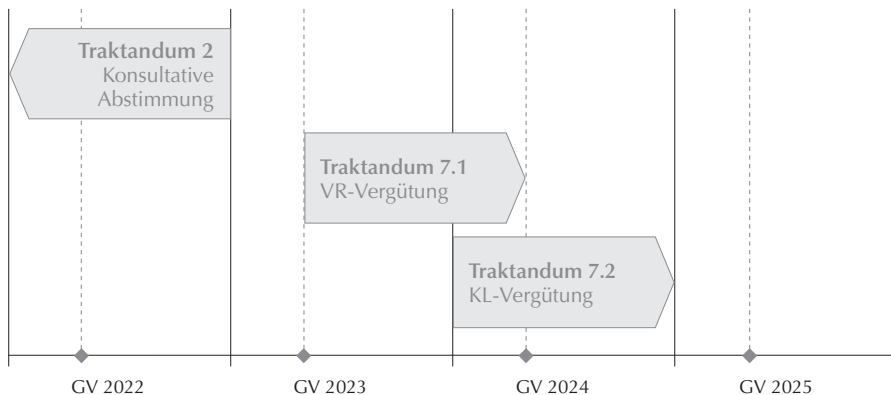 Traktandum 2
Konsultative
Abstimmung
Traktandum 7.1
VR-Vergütung
Traktandum 7.2
KL-Vergütung
GV 2022
GV 2023
GV 2024
GV 2025